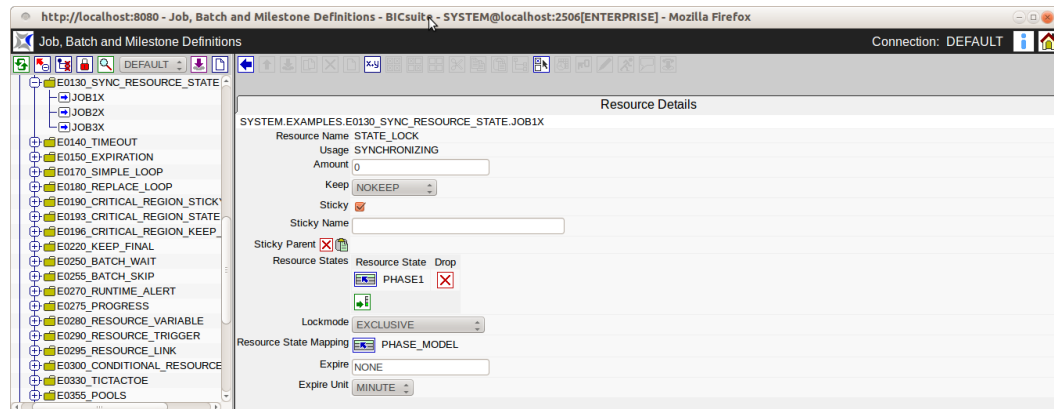 http://localhost:8080 - Job, Batch and Milestone Definitions - BICsuite - SYSTEM@localhost:2506[ENTERPRISE] - Mozilla Firefox
Job, Batch and Milestone Definitions
Connection: DEFAULT
DEFAULT
x.y
E0130_SYNC_RESOURCE_STATE
JOB1X
JOB2X
JOB3X
E0140_TIMEOUT
E0150_EXPIRATION
E0170_SIMPLE_LOOP
E0180_REPLACE_LOOP
E0190_CRITICAL_REGION_STICK
E0193_CRITICAL_REGION_STATE
E0196_CRITICAL_REGION_KEEP_
E0220_KEEP_FINAL
E0250_BATCH_WAIT
E0255_BATCH_SKIP
E0270_RUNTIME_ALERT
E0275_PROGRESS
E0280_RESOURCE_VARIABLE
E0290_RESOURCE_TRIGGER
E0295_RESOURCE_LINK
E0300_CONDITIONAL_RESOURCE
E0330_TICTACTOE
E0355_POOLS
Resource Details
SYSTEM.EXAMPLES.E0130_SYNC_RESOURCE_STATE.JOB1X
Resource Name STATE_LOCK
Usage SYNCHRONIZING
Amount 0
Keep NOKEEP
Sticky
Sticky Name
Sticky Parent
Resource States Resource State Drop
PHASE1
Lockmode EXCLUSIVE
Resource State Mapping PHASE_MODEL
Expire NONE
Expire Unit MINUTE